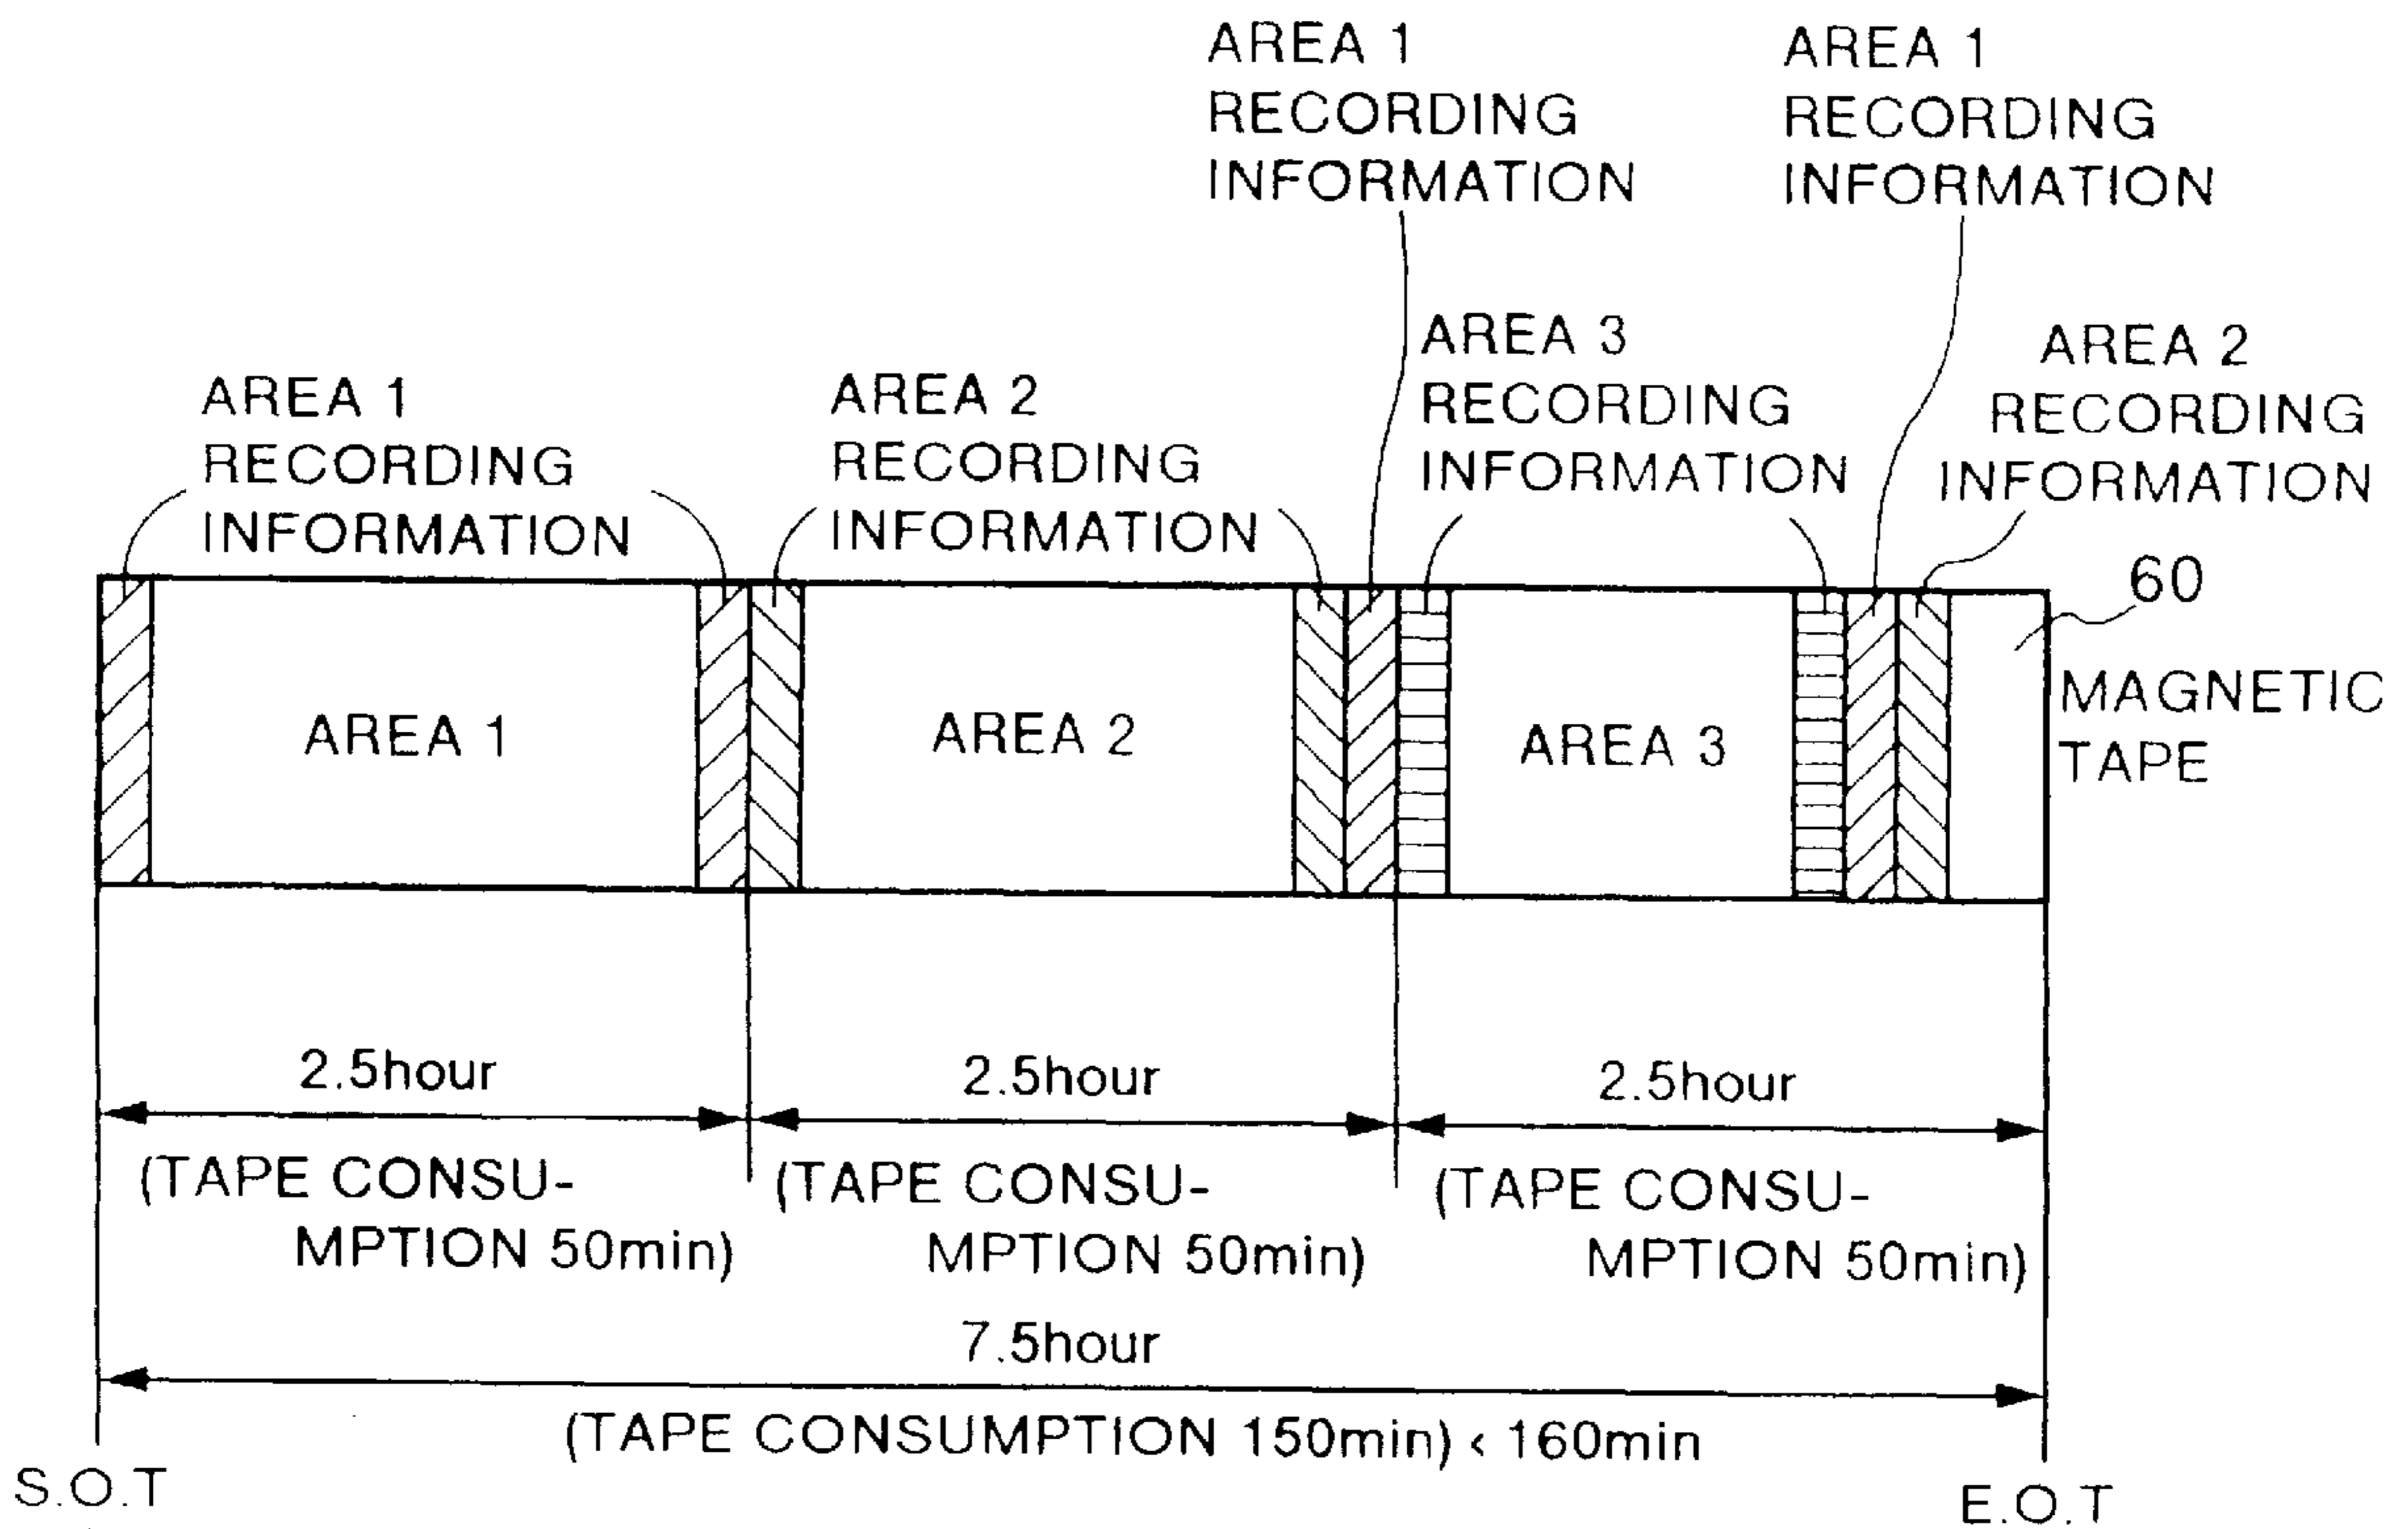 AREA 1
RECORDING
INFORMATION
AREA 1
RECORDING
INFORMATION
AREA 1
RECORDING
INFORMATION
AREA 2
RECORDING
INFORMATION
AREA 3
RECORDING
INFORMATION
AREA 2
RECORDING
INFORMATION
60
AREA 1
AREA 2
AREA 3
MAGNETIC
TAPE
2.5hour
2.5hour
2.5hour
(TAPE CONSU-
MPTION 50min)
(TAPE CONSU-
MPTION 50min)
(TAPE CONSU-
MPTION 50min)
7.5hour
(TAPE CONSUMPTION 150min) < 160min
S.O.T
E.O.T